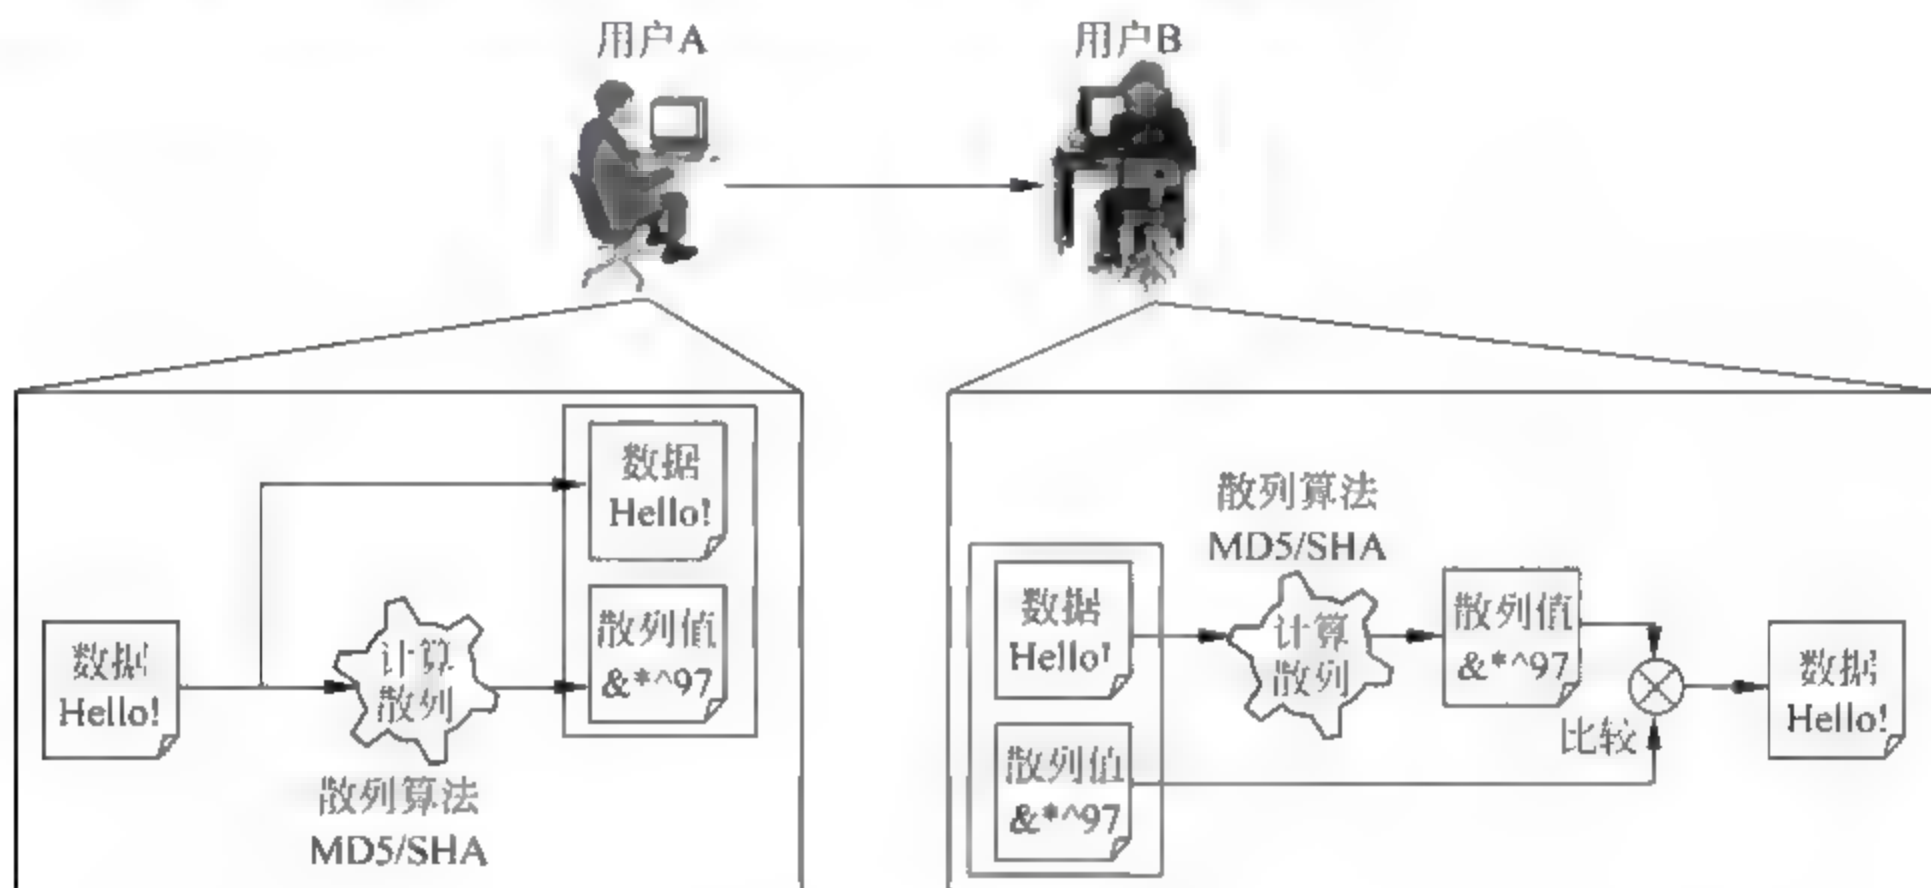 用户A
用户B
数据
Hello!
计算
散列
散列算法
MD5/SHA
数据
Hello!
散列值
&*^97
数据
Hello!
散列值
&*^97
散列算法
MD5/SHA
计算
散列
散列值
&*^97
比较
数据
Hello!